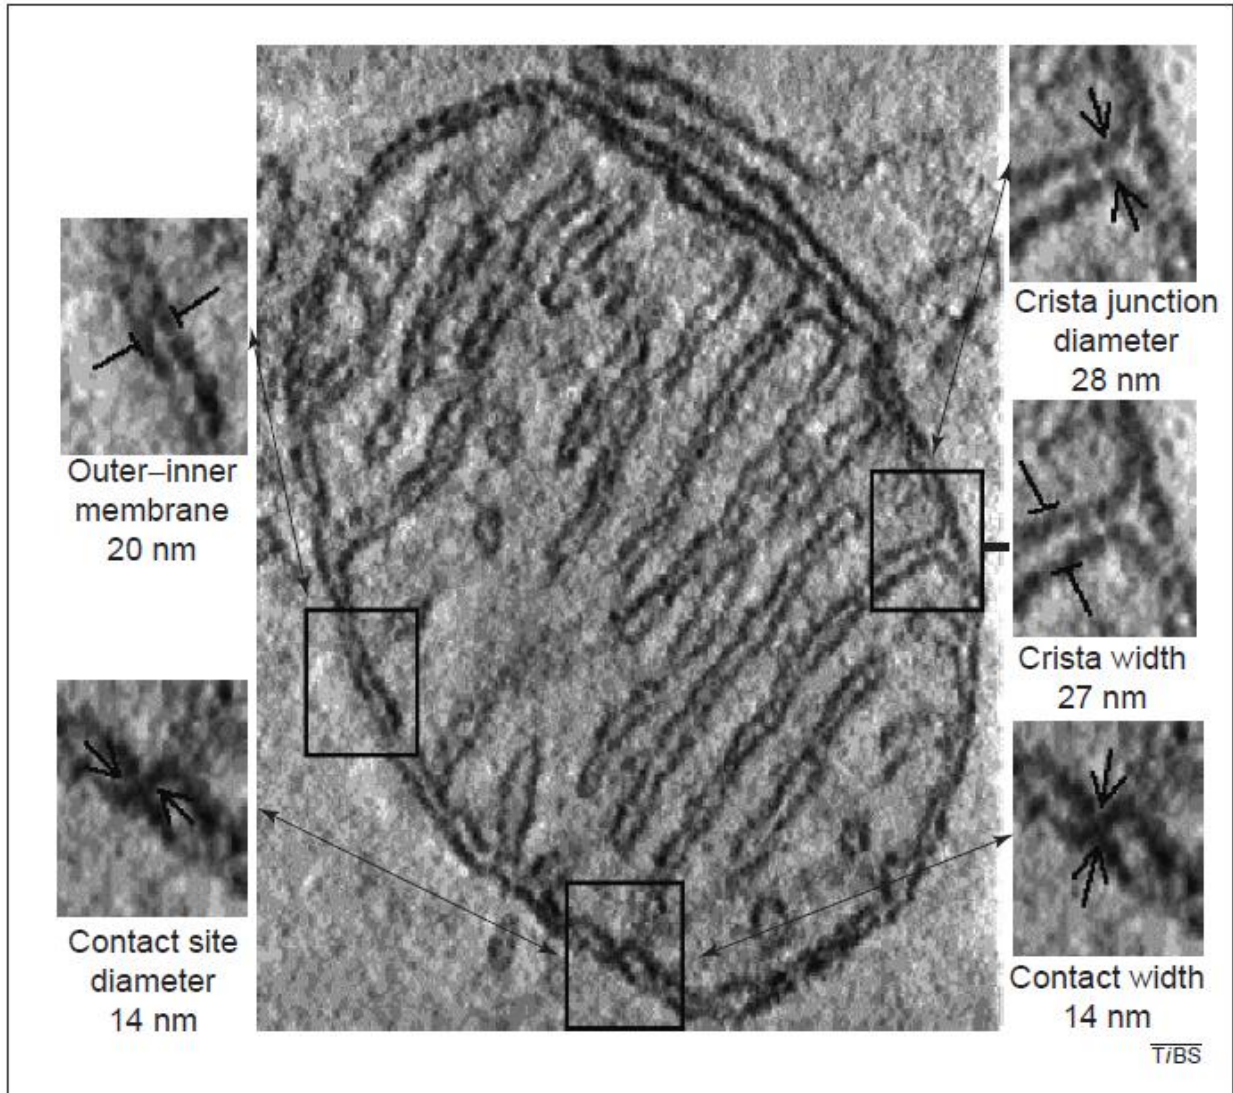 Outer–inner
membrane
20 nm
Contact site
diameter
14 nm
Crista junction
diameter
28 nm
Crista width
27 nm
Contact width
14 nm
TiBS